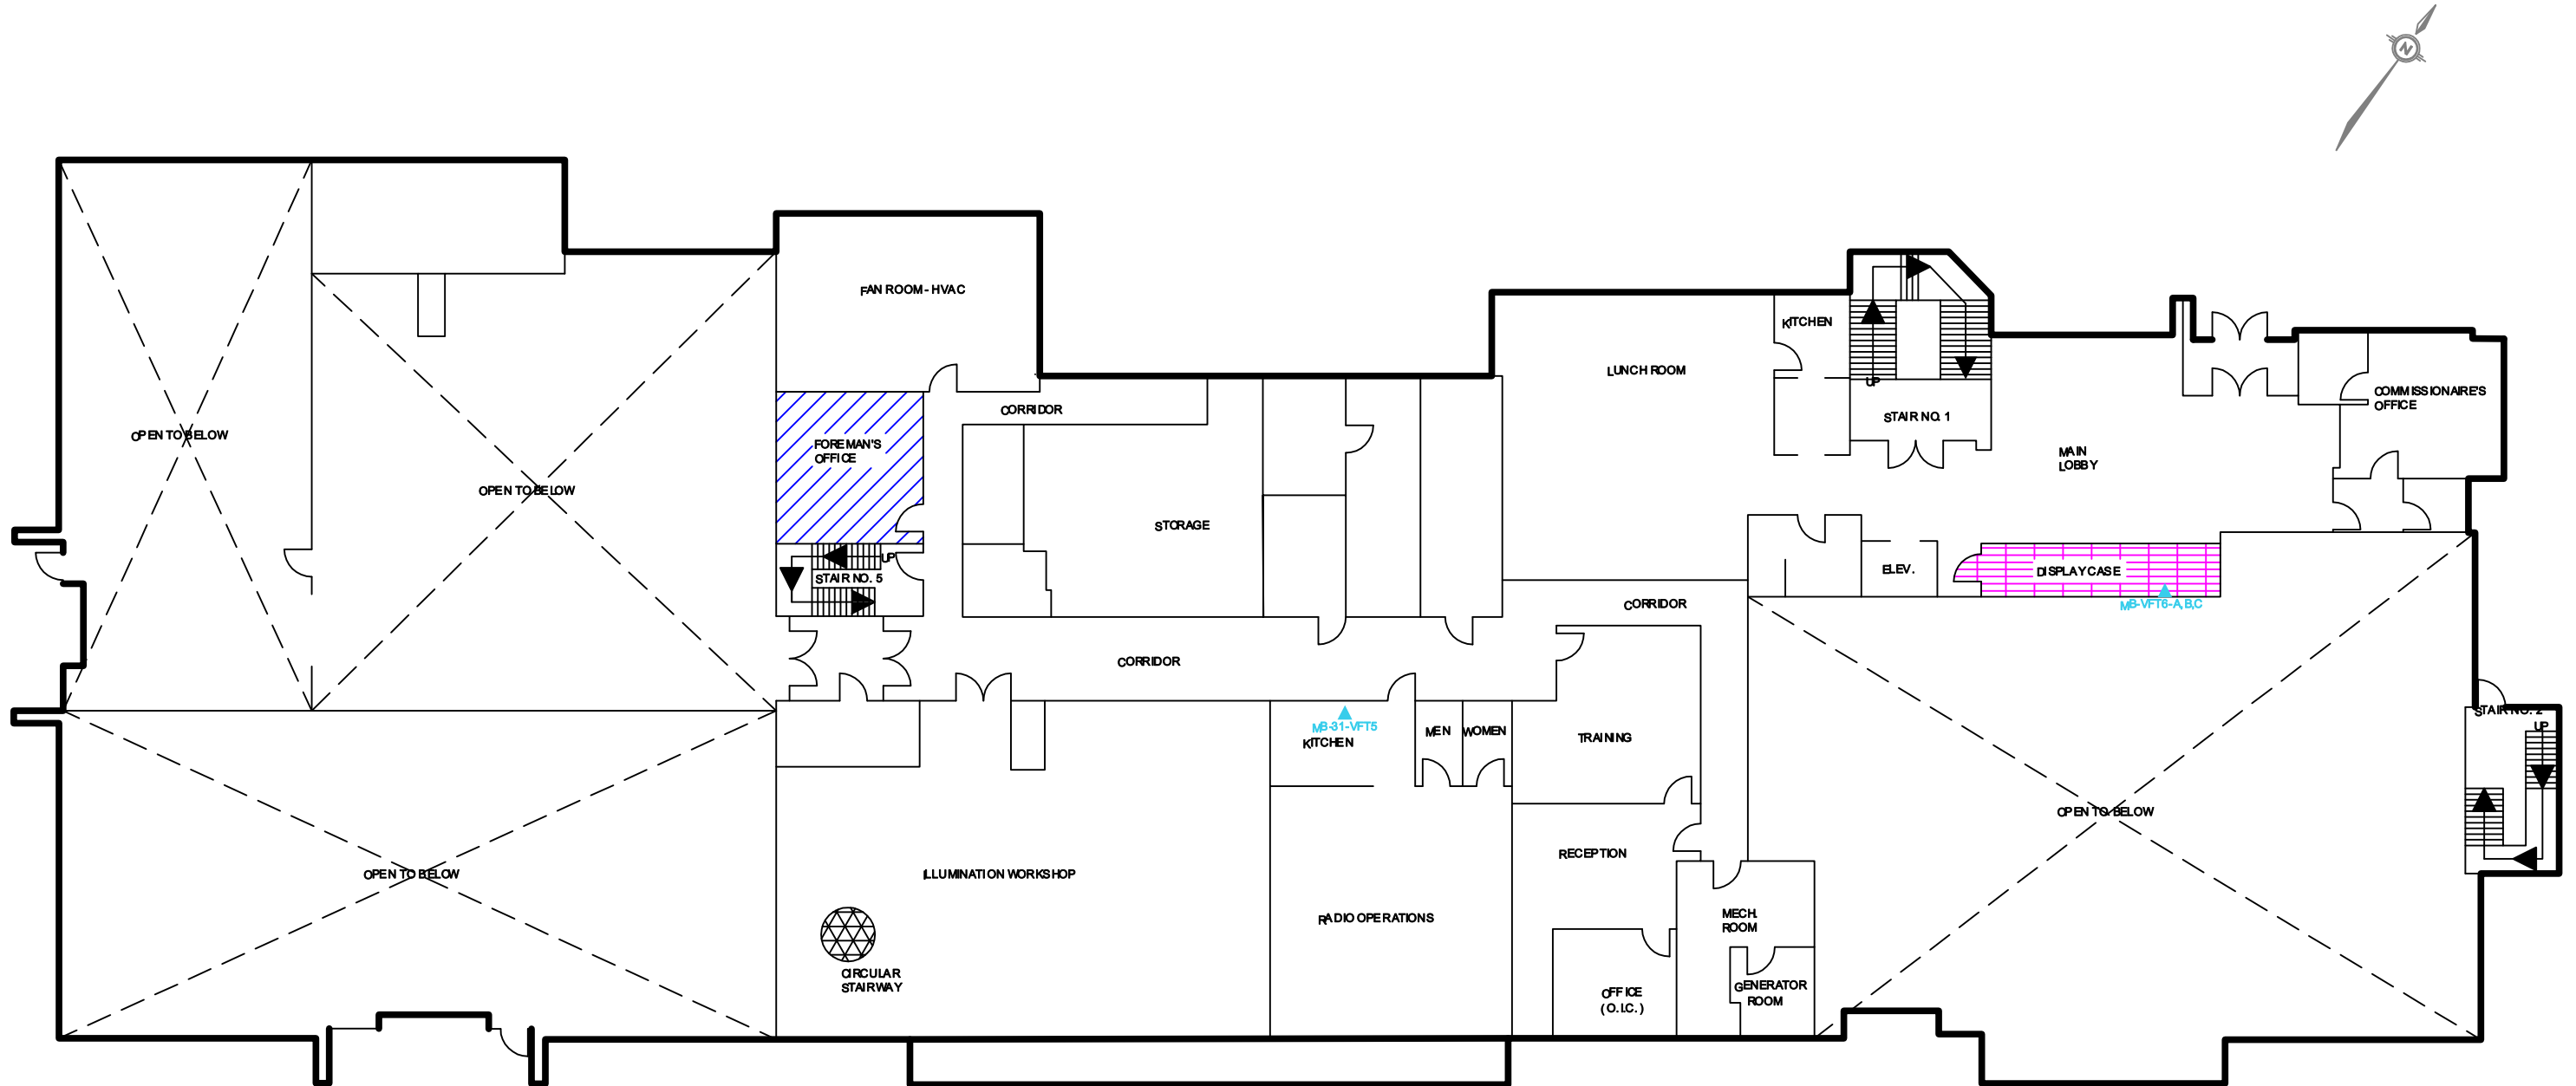 N
FAN ROOM - HVAC
KITCHEN
LUNCH ROOM
UP
COMMISSIONAIRE'S
OFFICE
CORRIDOR
STAIR NO. 1
OPEN TO BELOW
FOREMAN'S
OFFICE
MAIN
LOBBY
OPEN TO BELOW
STORAGE
UP
STAIR NO. 5
ELEV.
DISPLAY CASE
MB-VFT6-A,B,C
CORRIDOR
CORRIDOR
STAIR NO. 2
UP
MB-31-VFT5
KITCHEN
MEN
WOMEN
TRAINING
OPEN TO BELOW
RECEPTION
OPEN TO BELOW
ILLUMINATION WORKSHOP
RADIO OPERATIONS
MECH.
ROOM
CIRCULAR
STAIRWAY
OFFICE
(O.I.C.)
GENERATOR
ROOM